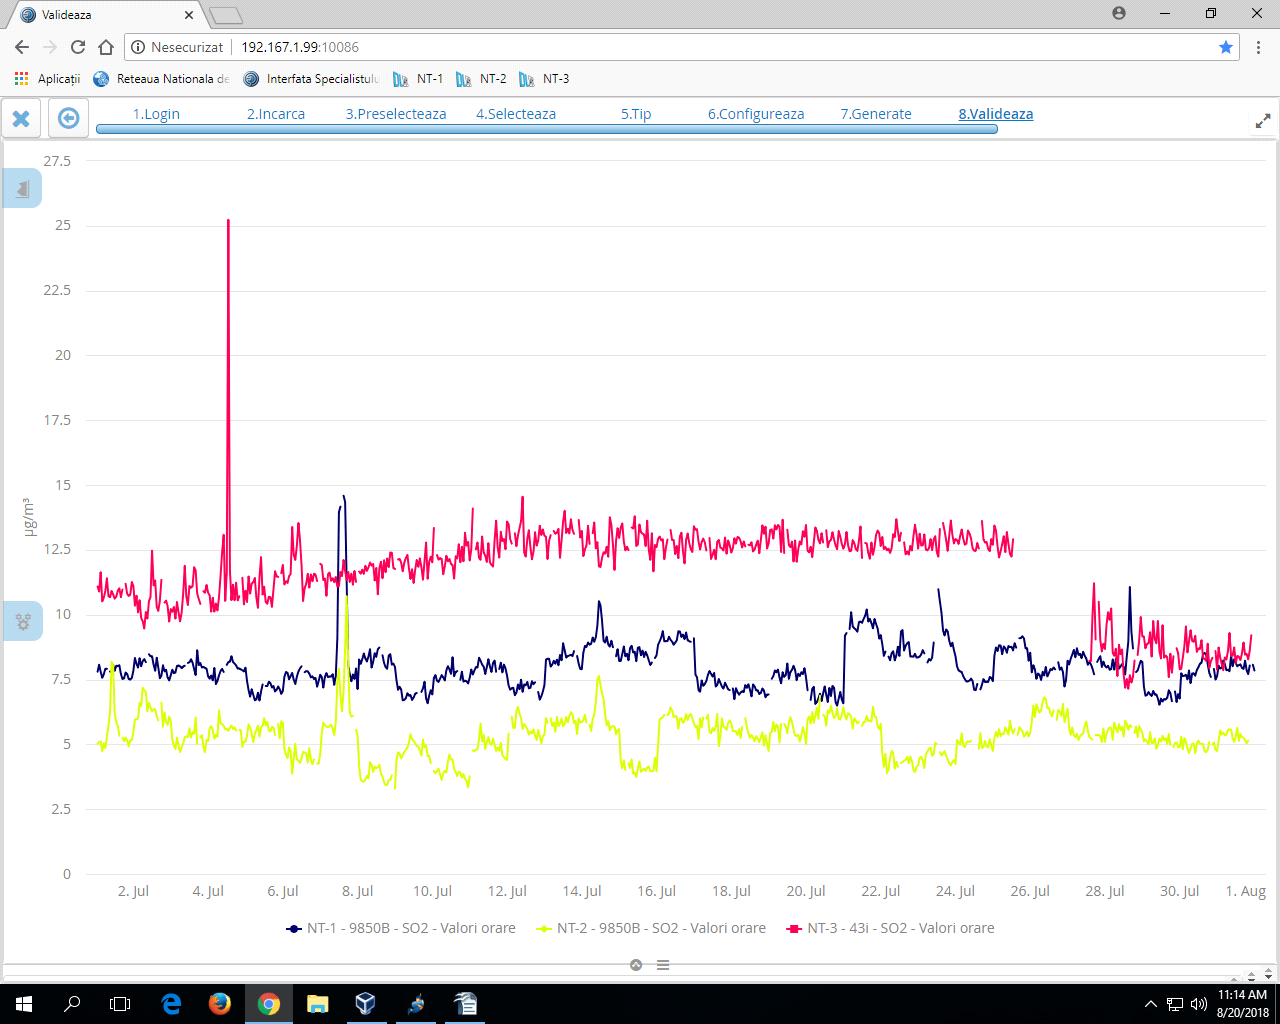 Valideaza
Nesecurizat 192.167.1.99:10086
Aplicații Reteaua Nationala de Interfata Specialistulu NT-1 NT-2 NT-3
1.Login 2.Incarca 3.Preselecteaza 4.Selecteaza 5.Tip 6.Configureaza 7.Generate 8.Valideaza
27.5
25
22.5
20
17.5
15
12.5
10
7.5
5
2.5
0
µg/m³
2. Jul 4. Jul 6. Jul 8. Jul 10. Jul 12. Jul 14. Jul 16. Jul 18. Jul 20. Jul 22. Jul 24. Jul 26. Jul 28. Jul 30. Jul 1. Aug
NT-1 - 9850B - SO2 - Valori orare NT-2 - 9850B - SO2 - Valori orare NT-3 - 43i - SO2 - Valori orare
11:14 AM
8/20/2018